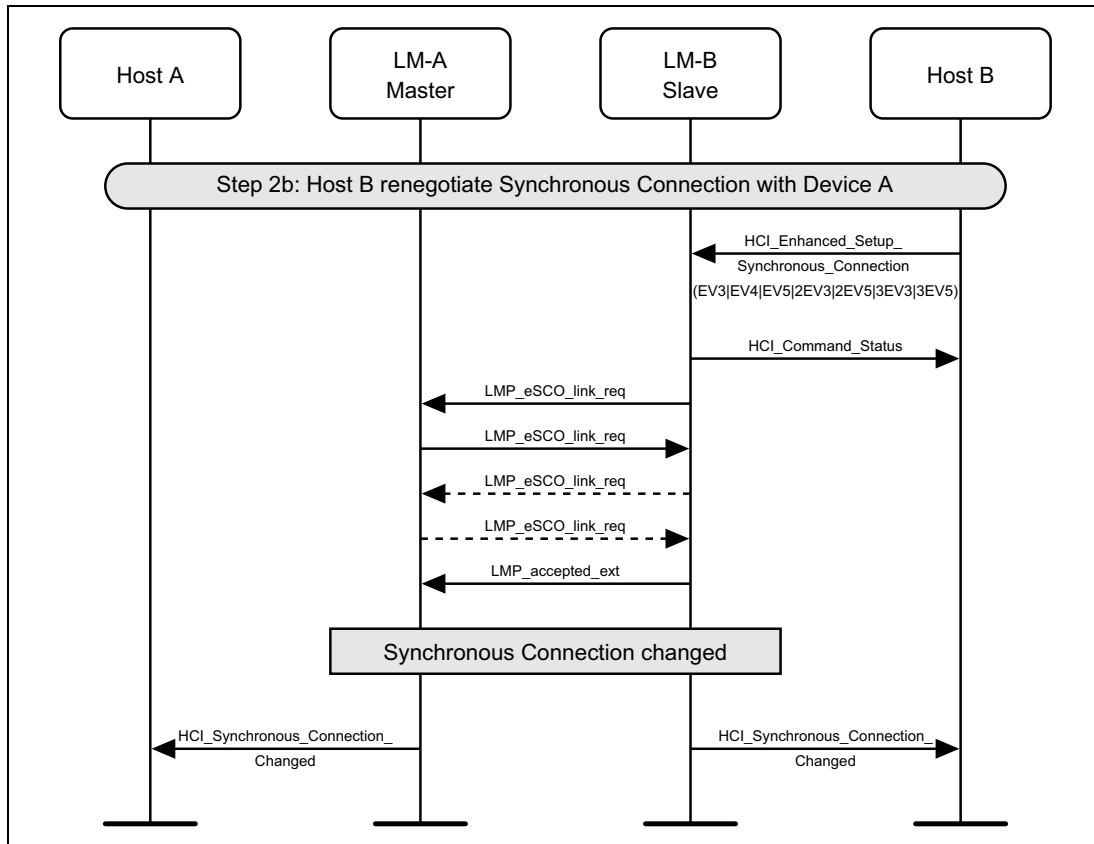 Host A
LM-A
Master
LM-B
Slave
Host B
Step 2b: Host B renegotiate Synchronous Connection with Device A
HCI_Enhanced_Setup_
Synchronous_Connection
(EV3|EV4|EV5|2EV3|2EV5|3EV3|3EV5)
HCI_Command_Status
LMP_eSCO_link_req
LMP_eSCO_link_req
LMP_eSCO_link_req
LMP_eSCO_link_req
LMP_accepted_ext
Synchronous Connection changed
HCI_Synchronous_Connection_
Changed
HCI_Synchronous_Connection_
Changed